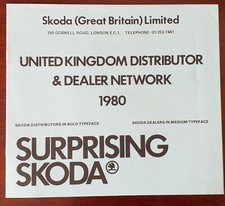 Skoda (Great Britain) Limited
150 GOSWELL ROAD, LONDON E.C.1. TELEPHONE: 01-253 7441
UNITED KINGDOM DISTRIBUTOR
& DEALER NETWORK
1980
SKODA DISTRIBUTORS IN BOLD TYPEFACE SKODA DEALERS IN MEDIUM TYPEFACE
SURPRISING
SKODA